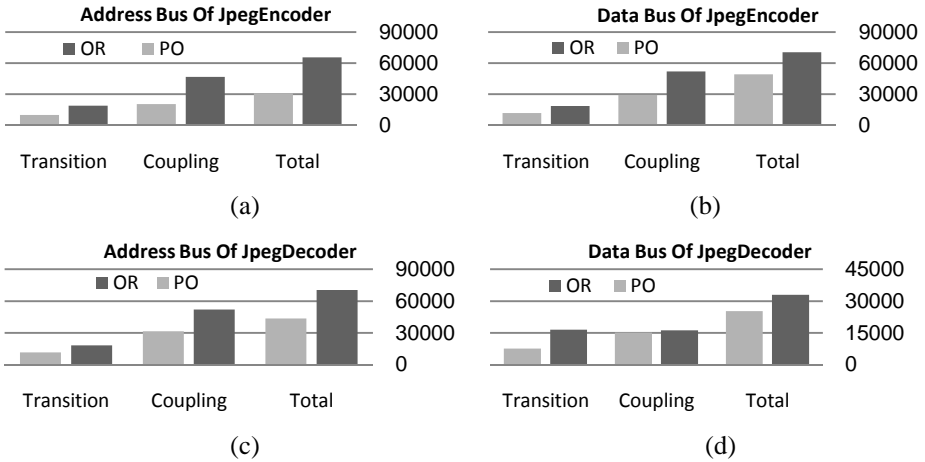 Address Bus Of JpegEncoder
OR PO
90000
60000
30000
0
Transition Coupling Total
(a)
Data Bus Of JpegEncoder
OR PO
90000
60000
30000
0
Transition Coupling Total
(b)
Address Bus Of JpegDecoder
OR PO
90000
60000
30000
0
Transition Coupling Total
(c)
Data Bus Of JpegDecoder
OR PO
45000
30000
15000
0
Transition Coupling Total
(d)